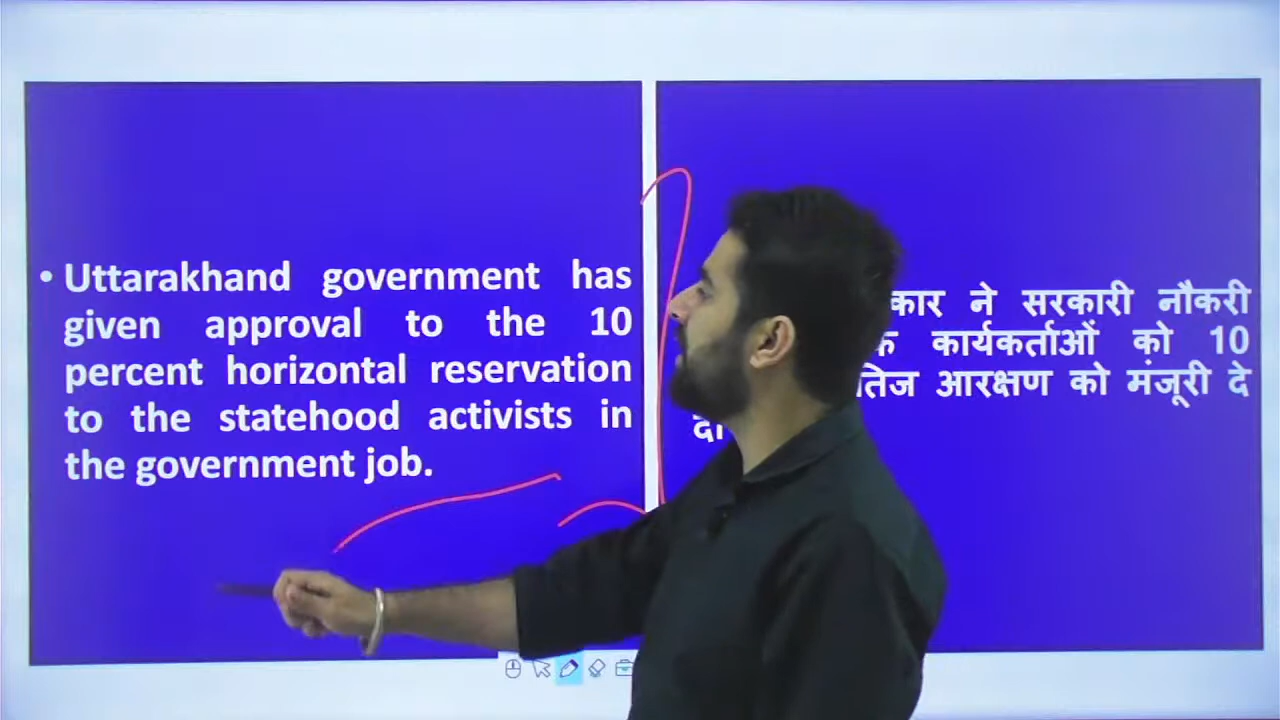 • Uttarakhand government has
given approval to the 10
percent horizontal reservation
to the statehood activists in
the government job.
ने सरकारी नौकरी
कार्यकर्ताओं को 10
आरक्षण को मंजूरी दे